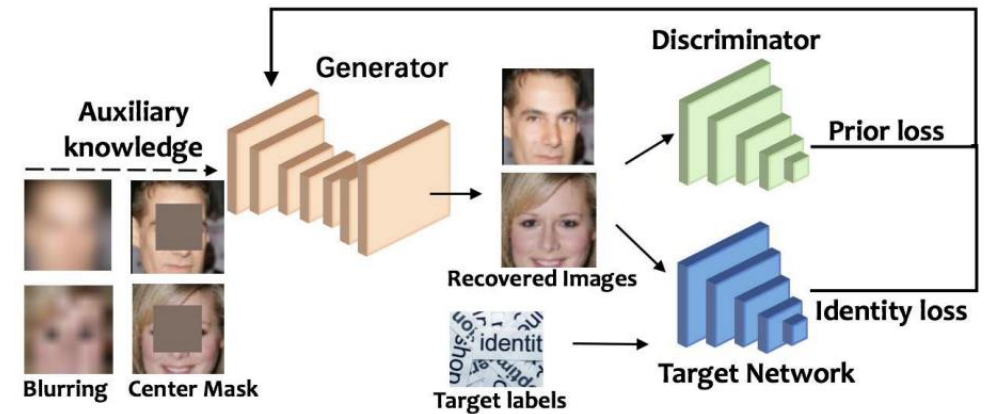 Discriminator
Generator
Auxiliary
knowledge
Prior loss
Recovered Images
Identity loss
identit
Blurring
Center Mask
Target labels
Target Network